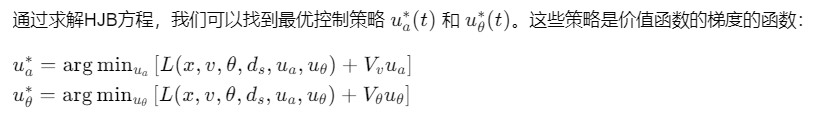 通过求解HJB方程，我们可以找到最优控制策略 $u_a^*(t)$ 和 $u_\theta^*(t)$。这些策略是价值函数的梯度的函数：
$u_a^* = \arg\min_{u_a} [L(x, v, \theta, d_s, u_a, u_\theta) + V_v u_a]$
$u_\theta^* = \arg\min_{u_\theta} [L(x, v, \theta, d_s, u_a, u_\theta) + V_\theta u_\theta]$